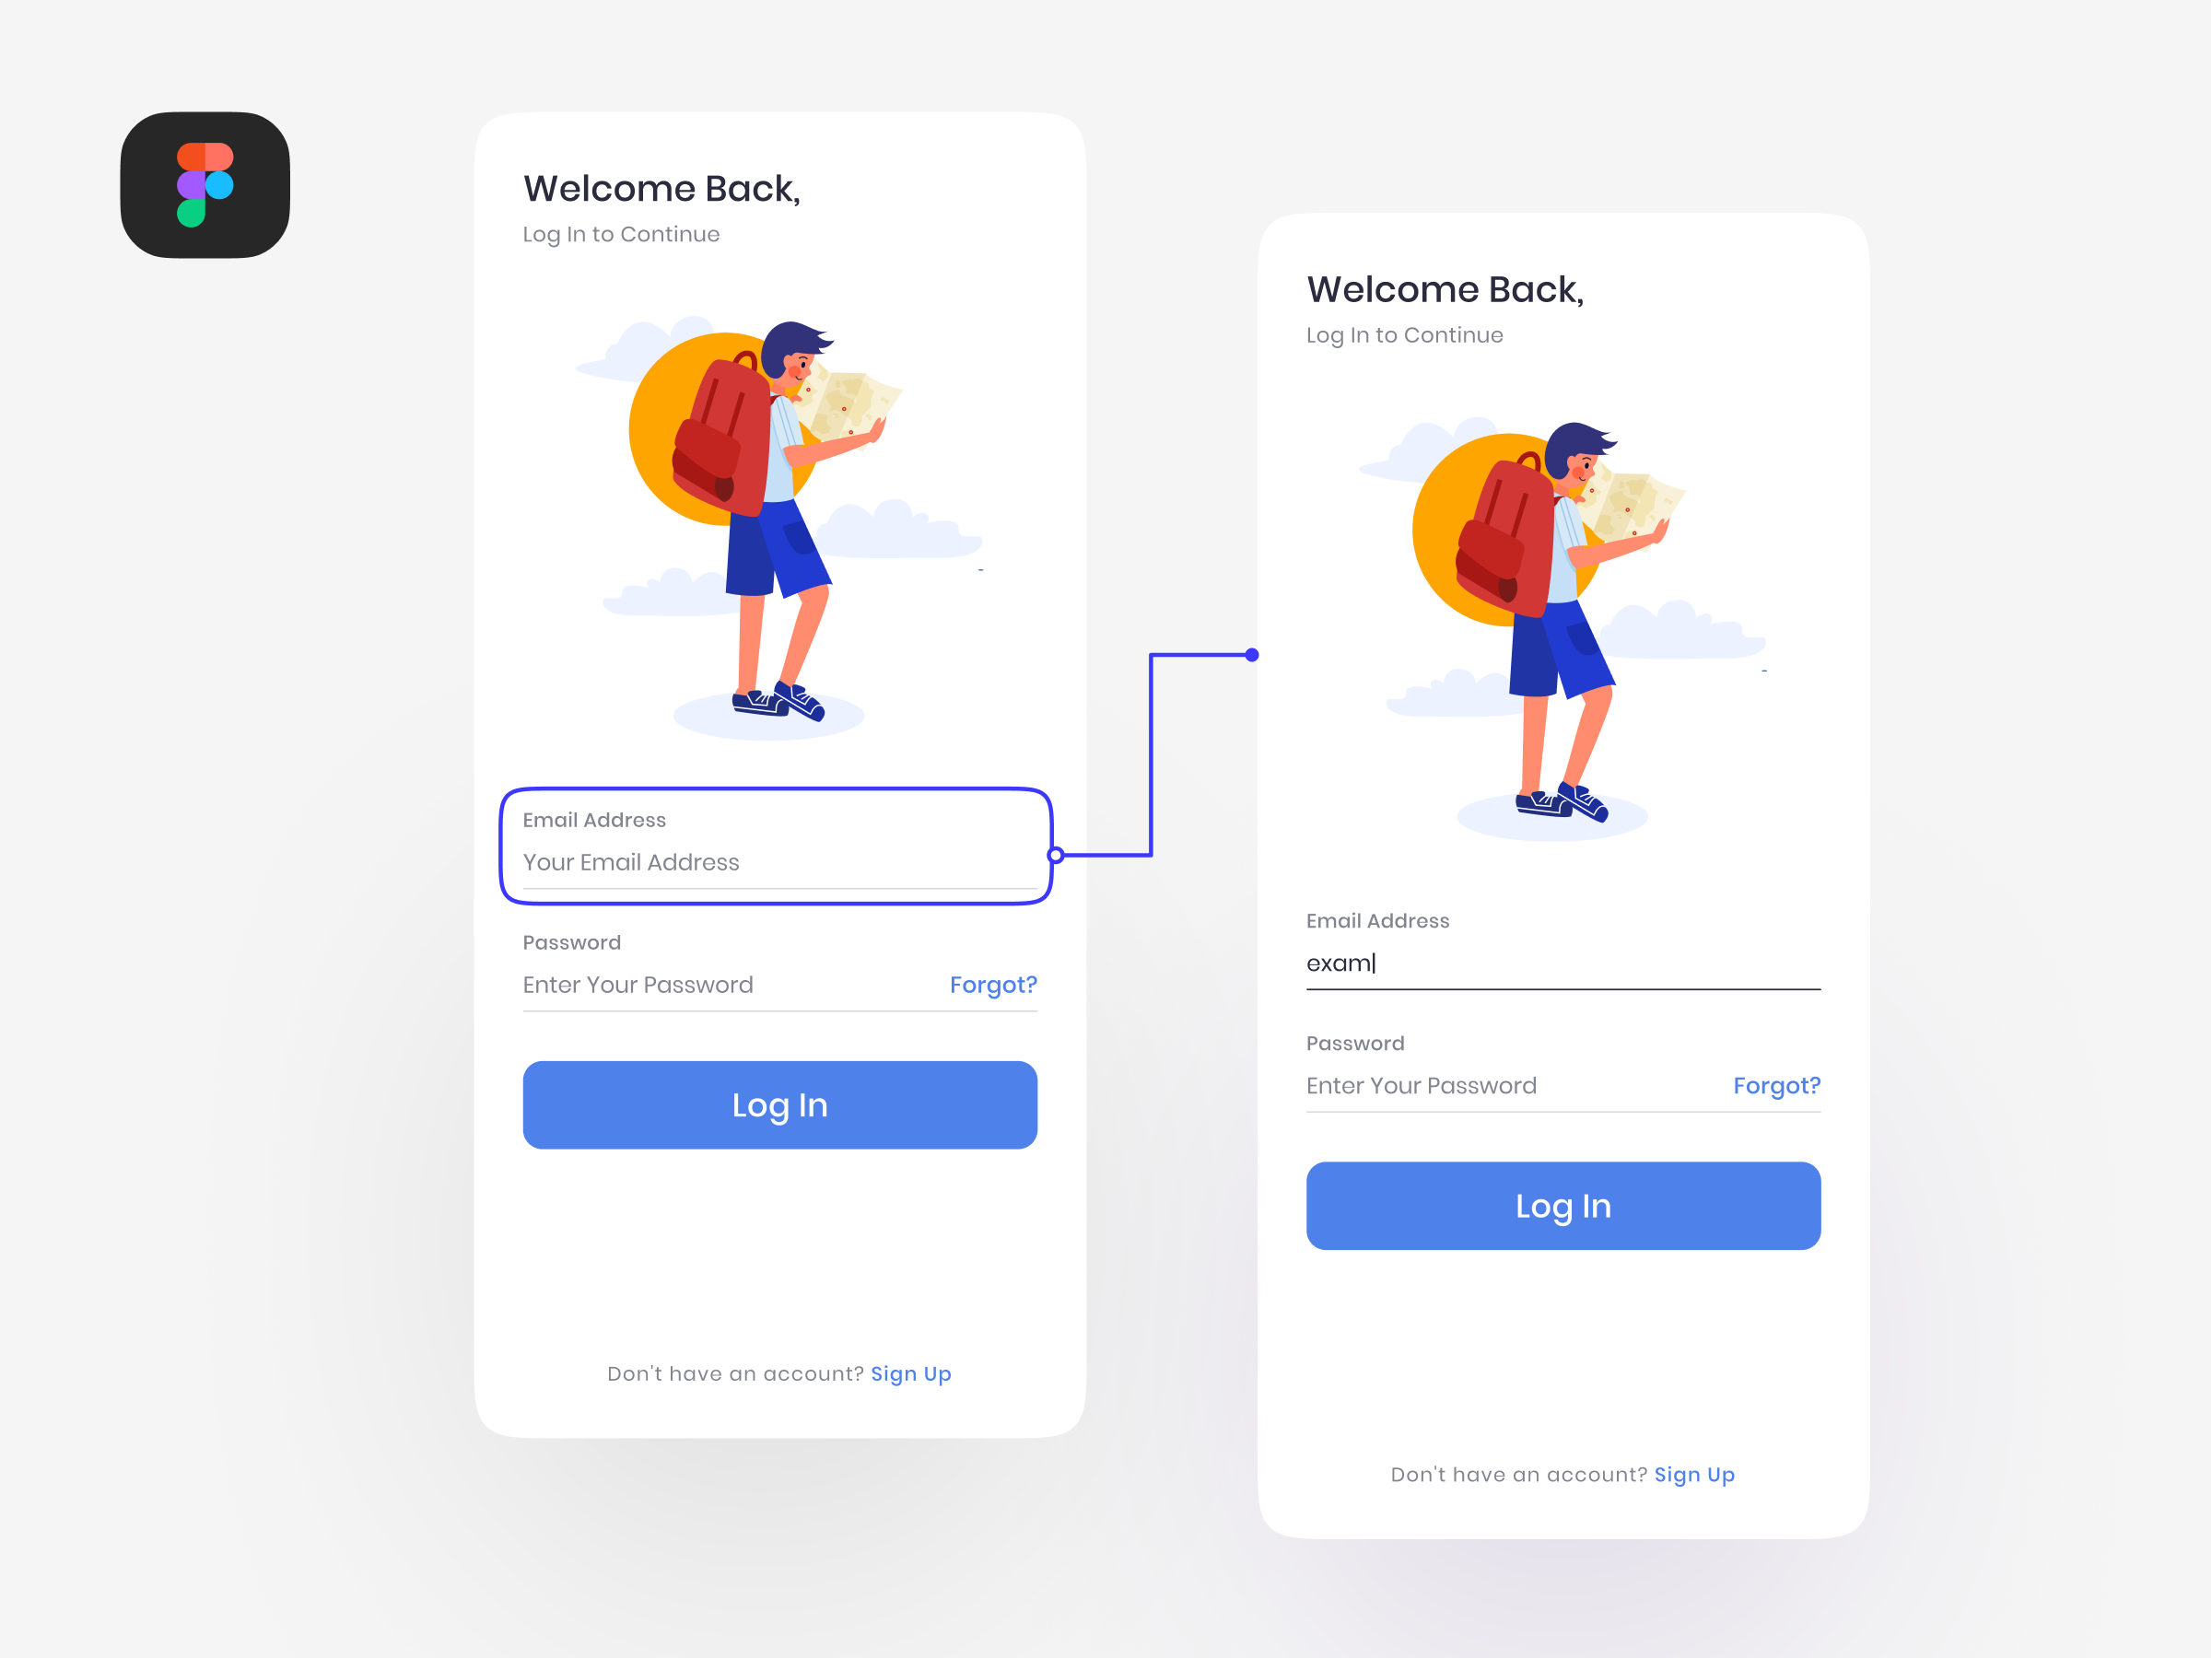 Welcome Back,
Log In to Continue
Email Address
Your Email Address
Password
Enter Your Password Forgot?
Log In
Don't have an account? Sign Up
Welcome Back,
Log In to Continue
Email Address
exam|
Password
Enter Your Password Forgot?
Log In
Don't have an account? Sign Up